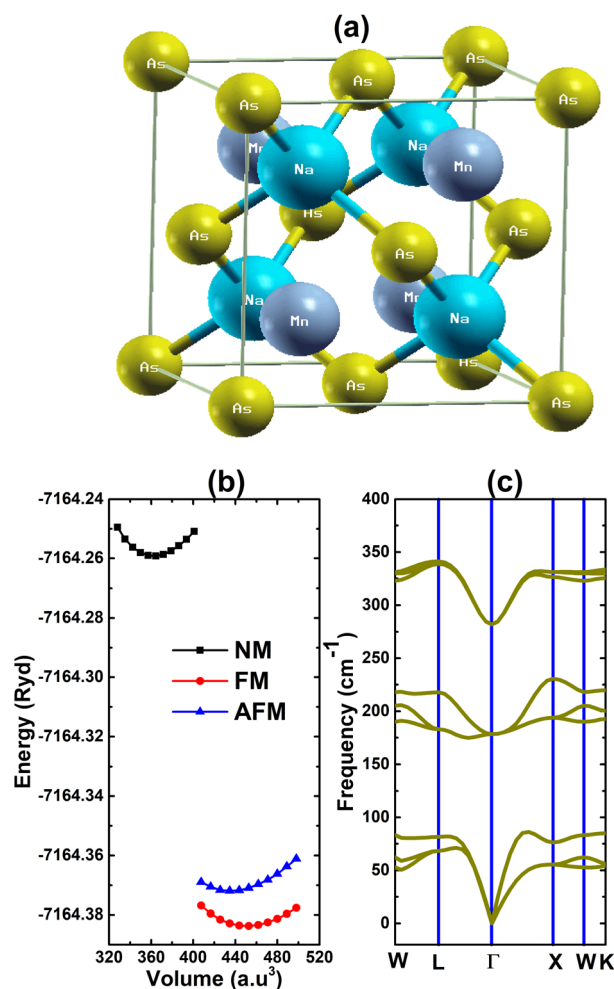 (a)
As
As
As
As
As
Mn
Na
Na
Mn
As
As
As
As
Na
Mn
Mn
Na
As
As
As
As
As
(b)
-7164.24
-7164.26
-7164.28
-7164.30
-7164.32
-7164.34
-7164.36
-7164.38
Energy (Ryd)
NM
FM
AFM
320 360 400 440 480 520
Volume (a.u³)
(c)
400
350
300
250
200
150
100
50
0
Frequency (cm⁻¹)
W L Γ X W K